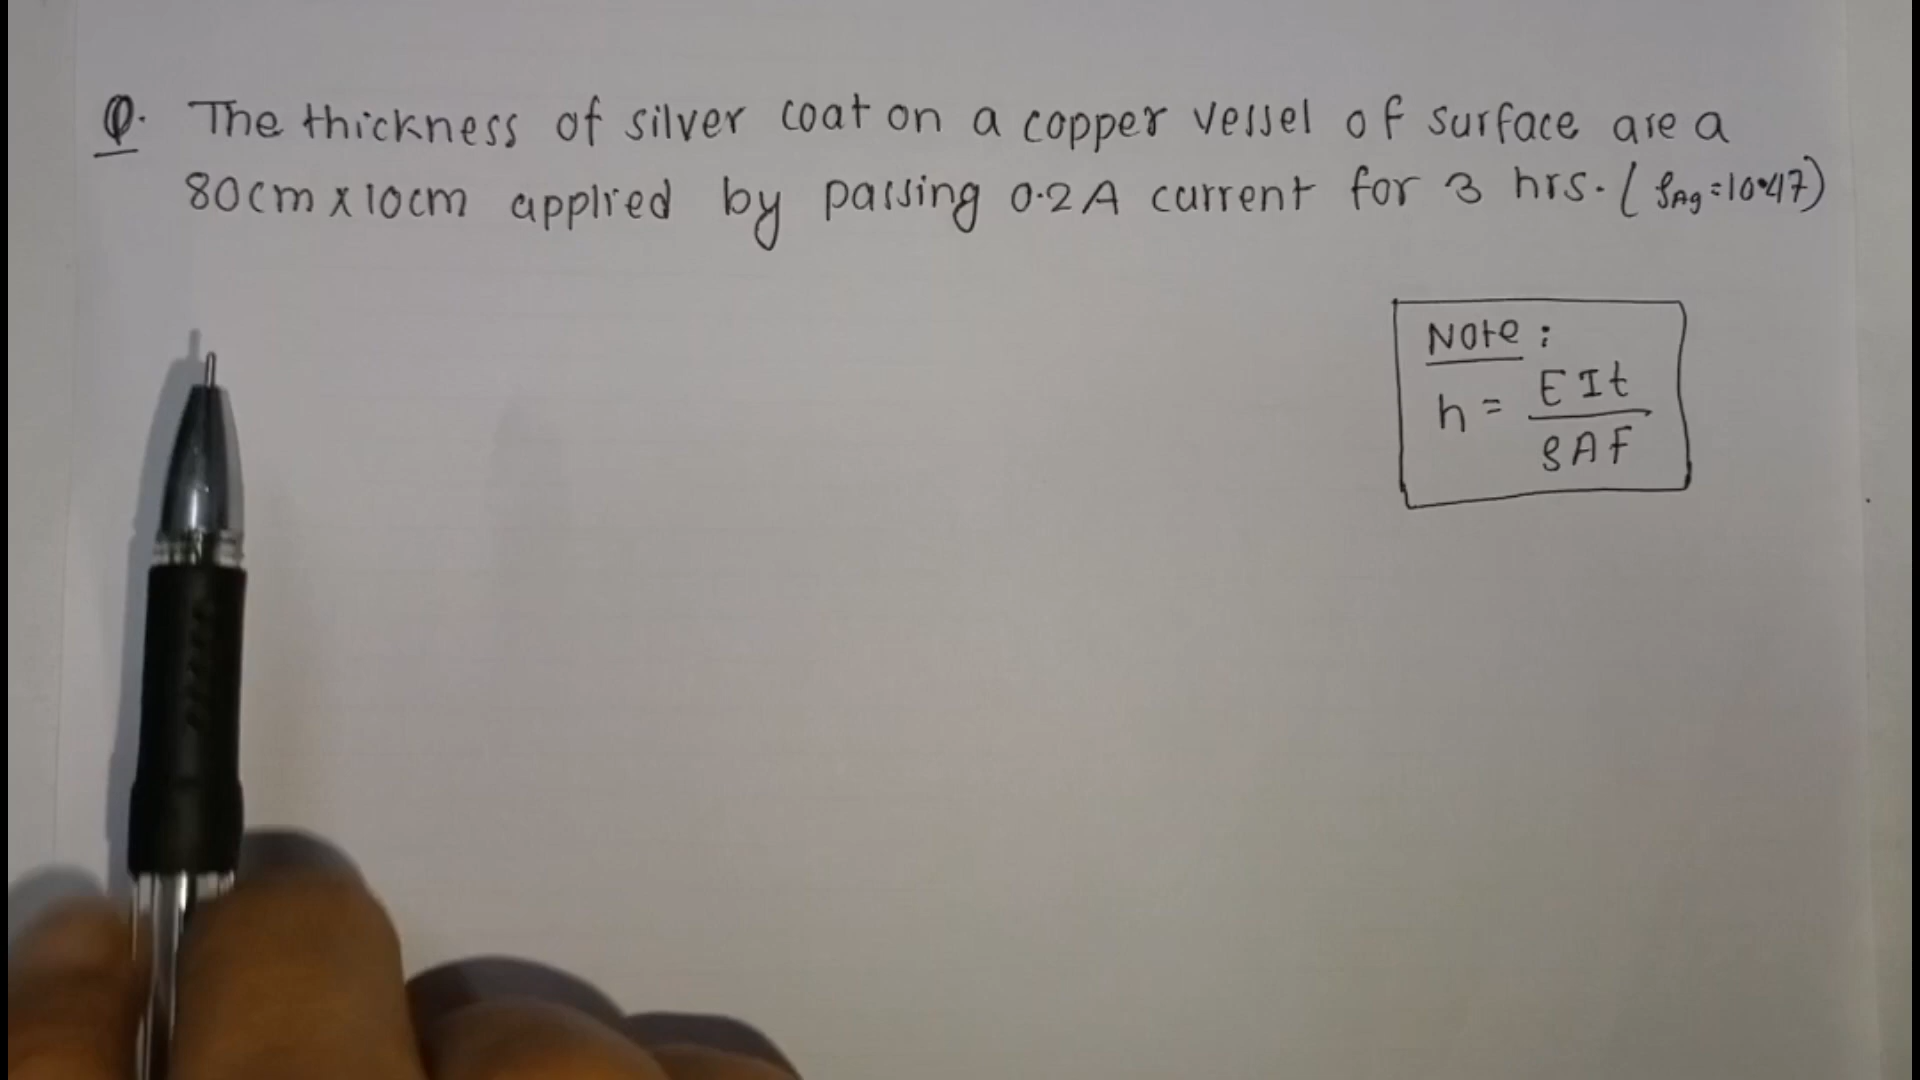 Q. The thickness of silver coat on a copper vessel of surface area
80cm x 10cm applied by passing 0.2A current for 3 hrs. (ρAg = 10.47)
Note :
h = EIt
ρAF